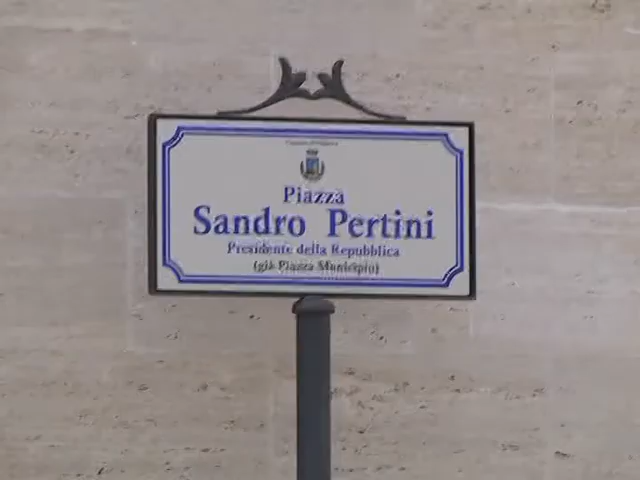 Piazza
Sandro Pertini
Presidente della Repubblica
(già Piazza Municipio)